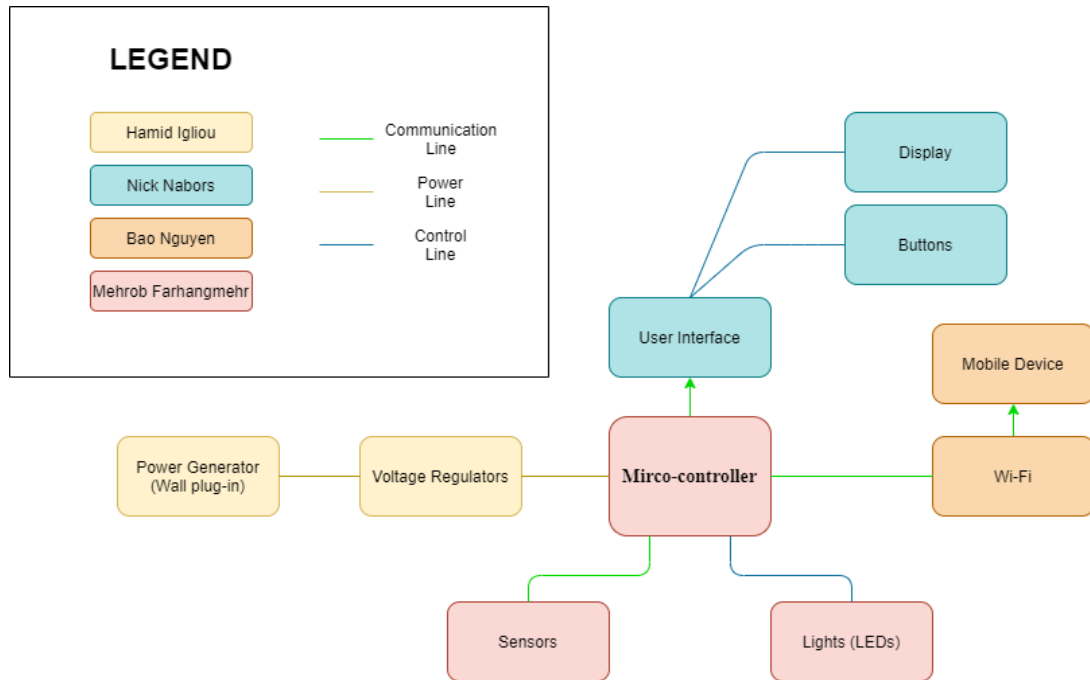 LEGEND
Hamid Igliou
Nick Nabors
Bao Nguyen
Mehrob Farhangmehr
Communication
Line
Power
Line
Control
Line
Display
Buttons
User Interface
Mobile Device
Power Generator
(Wall plug-in)
Voltage Regulators
Mirco-controller
Wi-Fi
Sensors
Lights (LEDs)